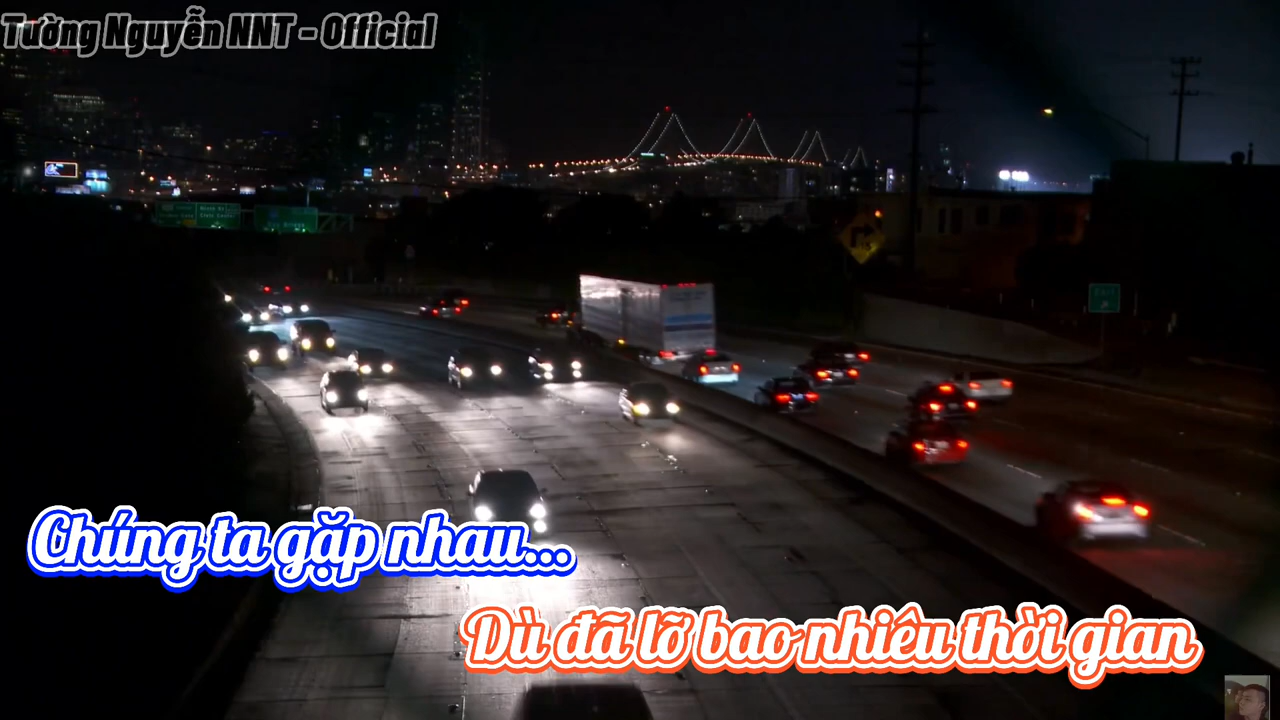 Tường Nguyễn NNT - Official
Chúng ta gặp nhau...
Dù đã lỡ bao nhiêu thời gian